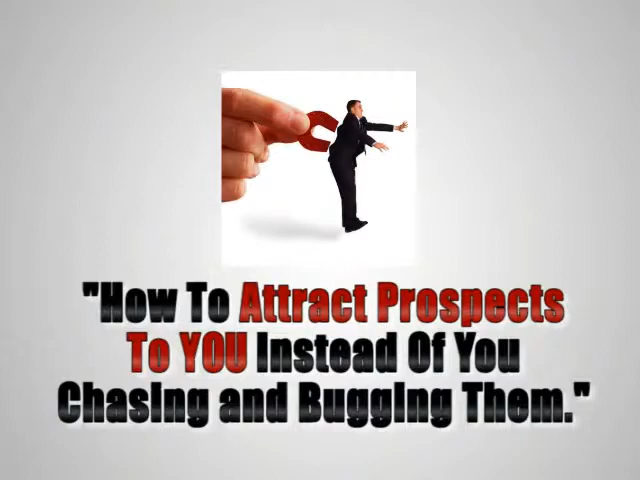 "How To Attract Prospects
To YOU Instead Of You
Chasing and Bugging Them."